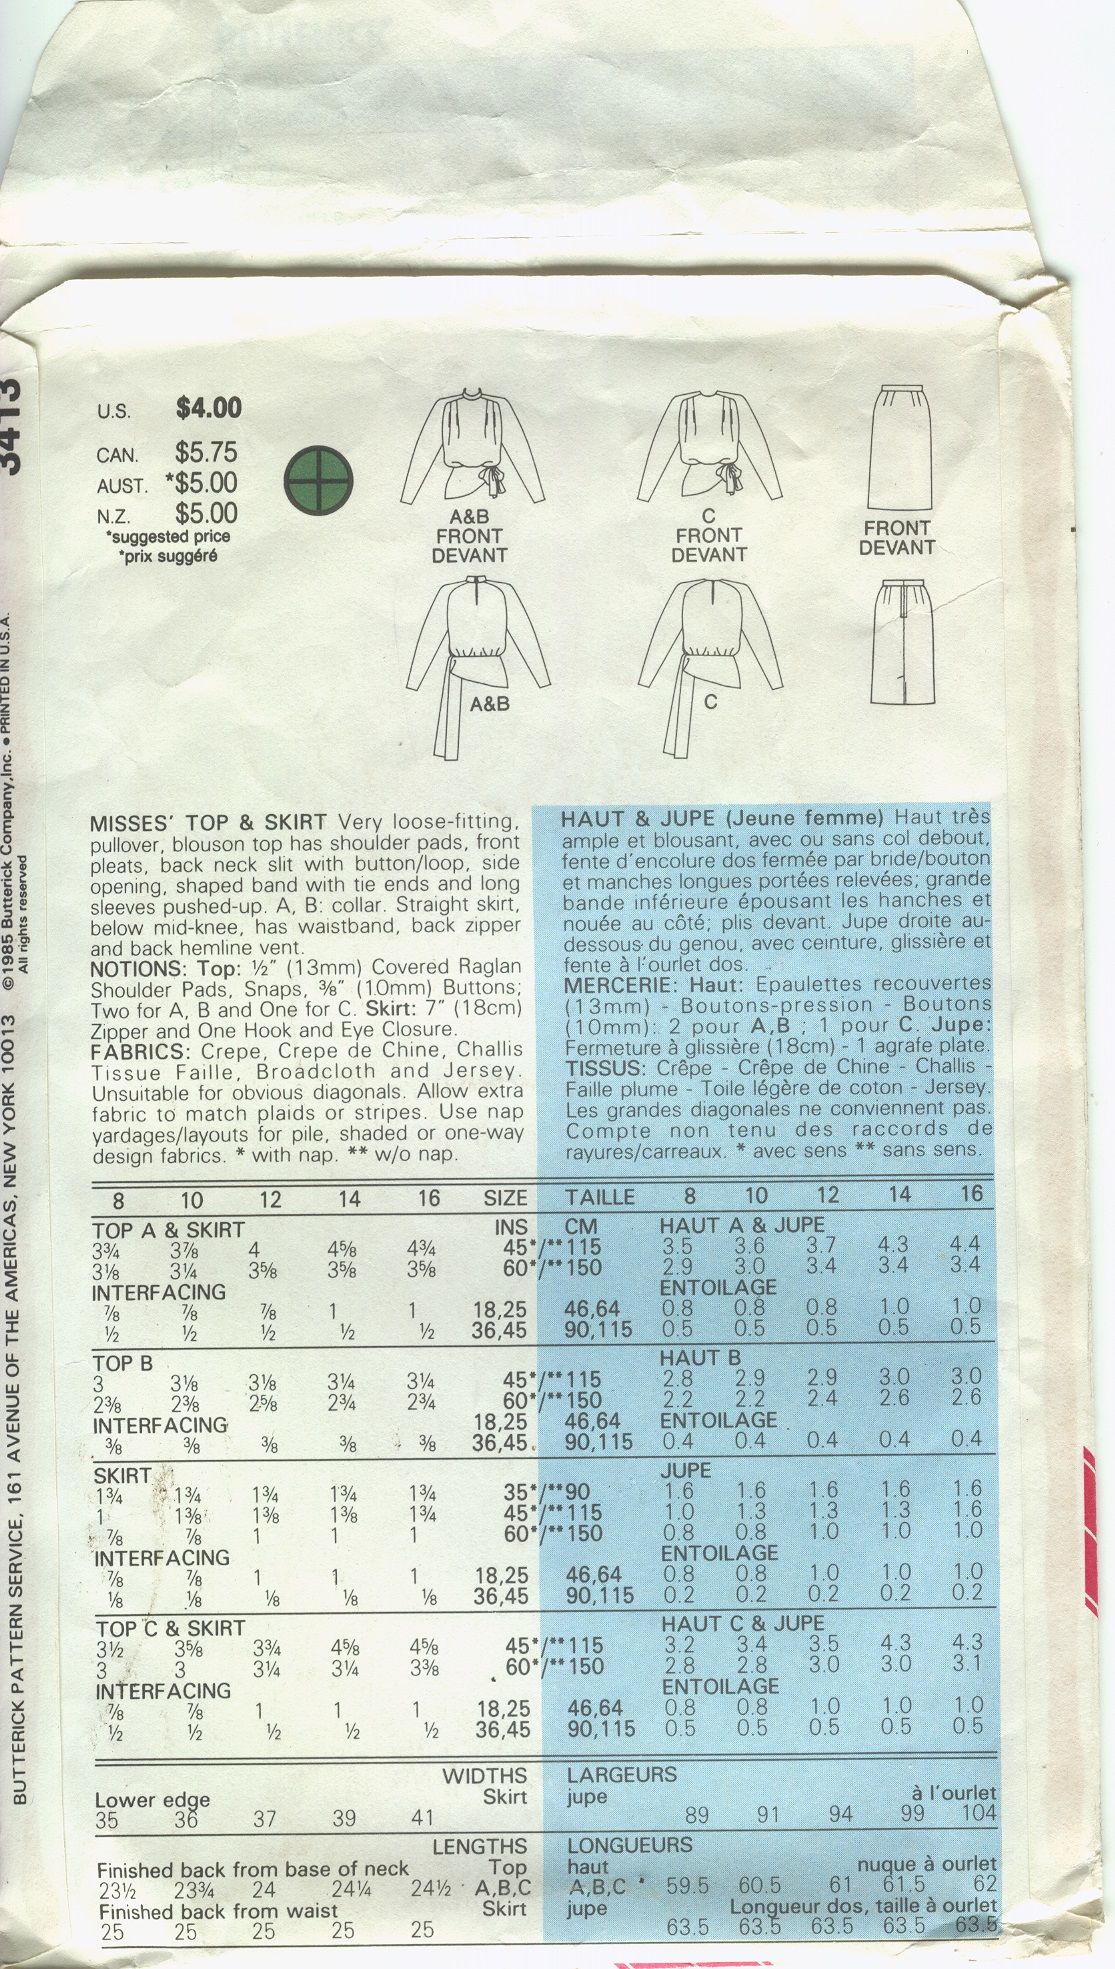 3413
©1985 Butterick Company, Inc. • PRINTED IN U.S.A.
All rights reserved
BUTTERICK PATTERN SERVICE, 161 AVENUE OF THE AMERICAS, NEW YORK 10013
U.S. $4.00
CAN. $5.75
AUST. *$5.00
N.Z. $5.00
*suggested price
*prix suggéré
A&B
FRONT
DEVANT
C
FRONT
DEVANT
FRONT
DEVANT
A&B
C
MISSES' TOP & SKIRT Very loose-fitting,
pullover, blouson top has shoulder pads, front
pleats, back neck slit with button/loop, side
opening, shaped band with tie ends and long
sleeves pushed-up. A, B: collar. Straight skirt,
below mid-knee, has waistband, back zipper
and back hemline vent.
NOTIONS: Top: ½" (13mm) Covered Raglan
Shoulder Pads, Snaps, ⅜" (10mm) Buttons;
Two for A, B and One for C. Skirt: 7" (18cm)
Zipper and One Hook and Eye Closure.
FABRICS: Crepe, Crepe de Chine, Challis
Tissue Faille, Broadcloth and Jersey.
Unsuitable for obvious diagonals. Allow extra
fabric to match plaids or stripes. Use nap
yardages/layouts for pile, shaded or one-way
design fabrics. * with nap. ** w/o nap.
HAUT & JUPE (Jeune femme) Haut très
ample et blousant, avec ou sans col debout,
fente d'encolure dos fermée par bride/bouton
et manches longues portées relevées; grande
bande inférieure épousant les hanches et
nouée au côté; plis devant. Jupe droite au-
dessous du genou, avec ceinture, glissière et
fente à l'ourlet dos.
MERCERIE: Haut: Epaulettes recouvertes
(13mm) - Boutons-pression - Boutons
(10mm): 2 pour A,B ; 1 pour C. Jupe:
Fermeture à glissière (18cm) - 1 agrafe plate.
TISSUS: Crêpe - Crêpe de Chine - Challis -
Faille plume - Toile légère de coton - Jersey.
Les grandes diagonales ne conviennent pas.
Compte non tenu des raccords de
rayures/carreaux. * avec sens ** sans sens.
8 10 12 14 16 SIZE TAILLE 8 10 12 14 16
TOP A & SKIRT INS CM HAUT A & JUPE
3¾ 3⅞ 4 4⅝ 4¾ 45*/**115 3.5 3.6 3.7 4.3 4.4
3⅛ 3¼ 3⅝ 3⅝ 3⅝ 60*/**150 2.9 3.0 3.4 3.4 3.4
INTERFACING ENTOILAGE
⅞ ⅞ ⅞ 1 1 18,25 46,64 0.8 0.8 0.8 1.0 1.0
½ ½ ½ ½ ½ 36,45 90,115 0.5 0.5 0.5 0.5 0.5
TOP B HAUT B
3 3⅛ 3⅛ 3¼ 3¼ 45*/**115 2.8 2.9 2.9 3.0 3.0
2⅜ 2⅜ 2⅝ 2¾ 2¾ 60*/**150 2.2 2.2 2.4 2.6 2.6
INTERFACING 18,25 46,64 ENTOILAGE
⅜ ⅜ ⅜ ⅜ ⅜ 36,45 90,115 0.4 0.4 0.4 0.4 0.4
SKIRT JUPE
1¾ 1¾ 1¾ 1¾ 1¾ 35*/**90 1.6 1.6 1.6 1.6 1.6
1 1⅜ 1⅜ 1⅜ 1¾ 45*/**115 1.0 1.3 1.3 1.3 1.6
⅞ ⅞ 1 1 1 60*/**150 0.8 0.8 1.0 1.0 1.0
INTERFACING ENTOILAGE
⅞ ⅞ 1 1 1 18,25 46,64 0.8 0.8 1.0 1.0 1.0
⅛ ⅛ ⅛ ⅛ ⅛ 36,45 90,115 0.2 0.2 0.2 0.2 0.2
TOP C & SKIRT HAUT C & JUPE
3½ 3⅝ 3¾ 4⅝ 4⅝ 45*/**115 3.2 3.4 3.5 4.3 4.3
3 3 3¼ 3¼ 3⅜ 60*/**150 2.8 2.8 3.0 3.0 3.1
INTERFACING ENTOILAGE
⅞ ⅞ 1 1 1 18,25 46,64 0.8 0.8 1.0 1.0 1.0
½ ½ ½ ½ ½ 36,45 90,115 0.5 0.5 0.5 0.5 0.5
WIDTHS LARGEURS
Lower edge Skirt jupe à l'ourlet
35 36 37 39 41 89 91 94 99 104
LENGTHS LONGUEURS
Finished back from base of neck Top haut nuque à ourlet
23½ 23¾ 24 24¼ 24½ A,B,C A,B,C 59.5 60.5 61 61.5 62
Finished back from waist Skirt jupe Longueur dos, taille à ourlet
25 25 25 25 25 63.5 63.5 63.5 63.5 63.5